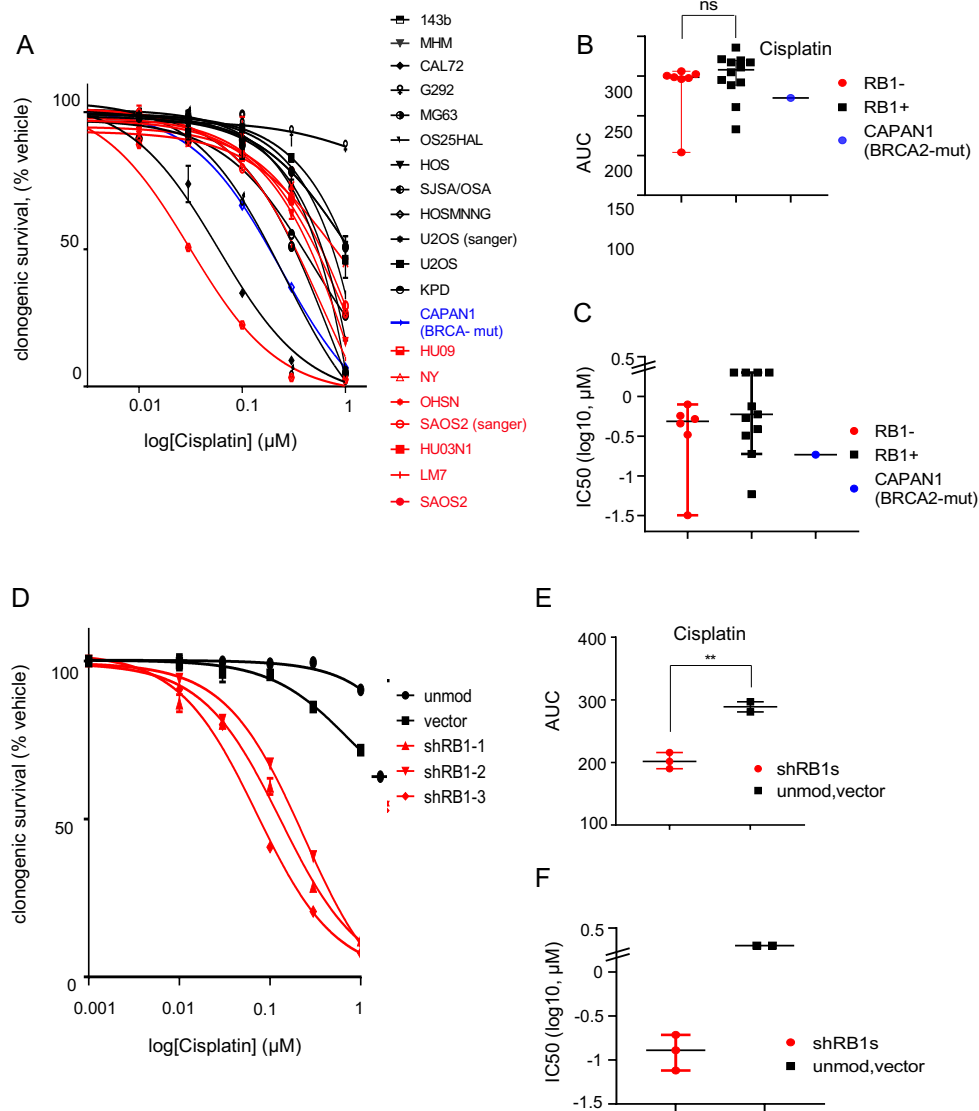 A
100
50
0
clonogenic survival, (% vehicle)
0.01
0.1
1
log[Cisplatin] (µM)
143b
MHM
CAL72
G292
MG63
OS25HAL
HOS
SJSA/OSA
HOSMNNG
U2OS (sanger)
U2OS
KPD
CAPAN1
(BRCA- mut)
HU09
NY
OHSN
SAOS2 (sanger)
HU03N1
LM7
SAOS2
B
ns
Cisplatin
AUC
300
250
200
150
100
RB1-
RB1+
CAPAN1
(BRCA2-mut)
C
IC50 (log10, µM)
0.5
0
-0.5
-1
-1.5
RB1-
RB1+
CAPAN1
(BRCA2-mut)
D
clonogenic survival (% vehicle)
100
50
0
0.001
0.01
0.1
1
log[Cisplatin] (µM)
unmod
vector
shRB1-1
shRB1-2
shRB1-3
E
Cisplatin
**
AUC
400
300
200
100
shRB1s
unmod,vector
F
IC50 (log10, µM)
0.5
0
-0.5
-1
-1.5
shRB1s
unmod,vector